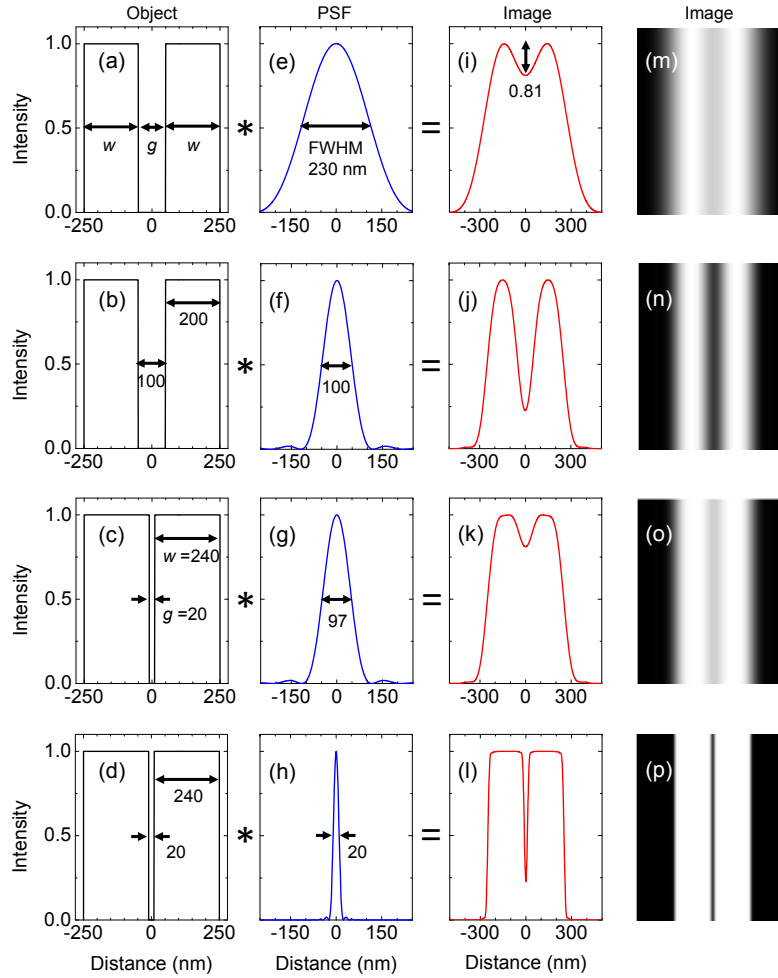 Object PSF Image Image
(a) (e) (i) (m)
1.0
0.5
0.0
Intensity
w g w
*
FWHM
230 nm
=
0.81
-250 0 250 -150 0 150 -300 0 300
(b) (f) (j) (n)
1.0
0.5
0.0
Intensity
200
100
*
100
=
-250 0 250 -150 0 150 -300 0 300
(c) (g) (k) (o)
1.0
0.5
0.0
Intensity
w =240
g =20
*
97
=
-250 0 250 -150 0 150 -300 0 300
(d) (h) (l) (p)
1.0
0.5
0.0
Intensity
240
20
*
20
=
-250 0 250 -150 0 150 -300 0 300
Distance (nm) Distance (nm) Distance (nm)